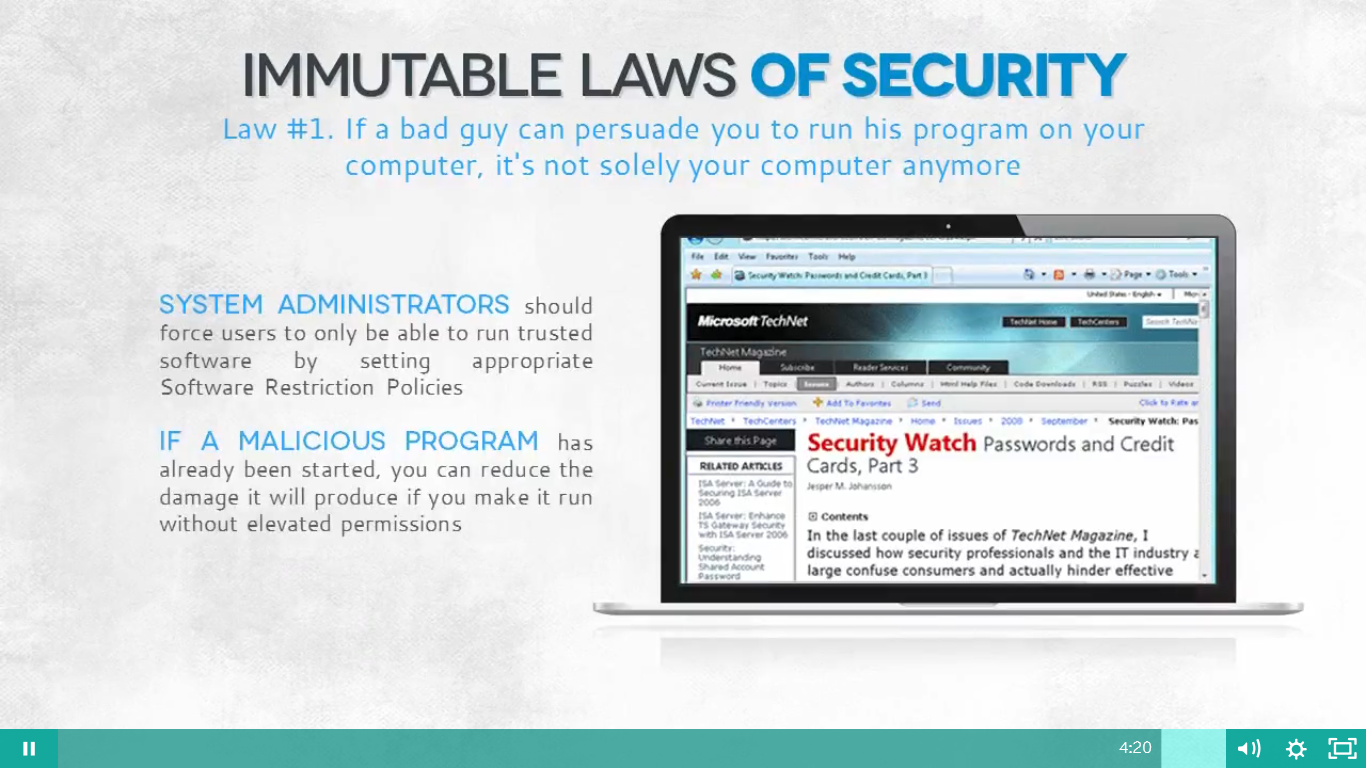 IMMUTABLE LAWS OF SECURITY
Law #1. If a bad guy can persuade you to run his program on your
computer, it's not solely your computer anymore
SYSTEM ADMINISTRATORS should
force users to only be able to run trusted
software by setting appropriate
Software Restriction Policies
IF A MALICIOUS PROGRAM has
already been started, you can reduce the
damage it will produce if you make it run
without elevated permissions
File Edit View Favorites Tools Help
Security Watch: Passwords and Credit Cards, Part 3
Page Tools
United States - English
Microsoft TechNet
TechNet Home TechCenters Search TechNe
TechNet Magazine
Home Subscribe Reader Services Community
Current Issue | Topics | Issues | Authors | Columns | Html Help Files | Code Downloads | RSS | Puzzles | Videos
Printer Friendly Version Add To Favorites Send Click to Rate an
TechNet TechCenters TechNet Magazine Home Issues 2008 September Security Watch: Pas
Share this Page
RELATED ARTICLES
ISA Server: A Guide to
Securing ISA Server
2006
ISA Server: Enhance
TS Gateway Security
with ISA Server 2006
Security:
Understanding
Shared Account
Password
Security Watch Passwords and Credit
Cards, Part 3
Jesper M. Johansson
Contents
In the last couple of issues of TechNet Magazine, I
discussed how security professionals and the IT industry a
large confuse consumers and actually hinder effective
4:20